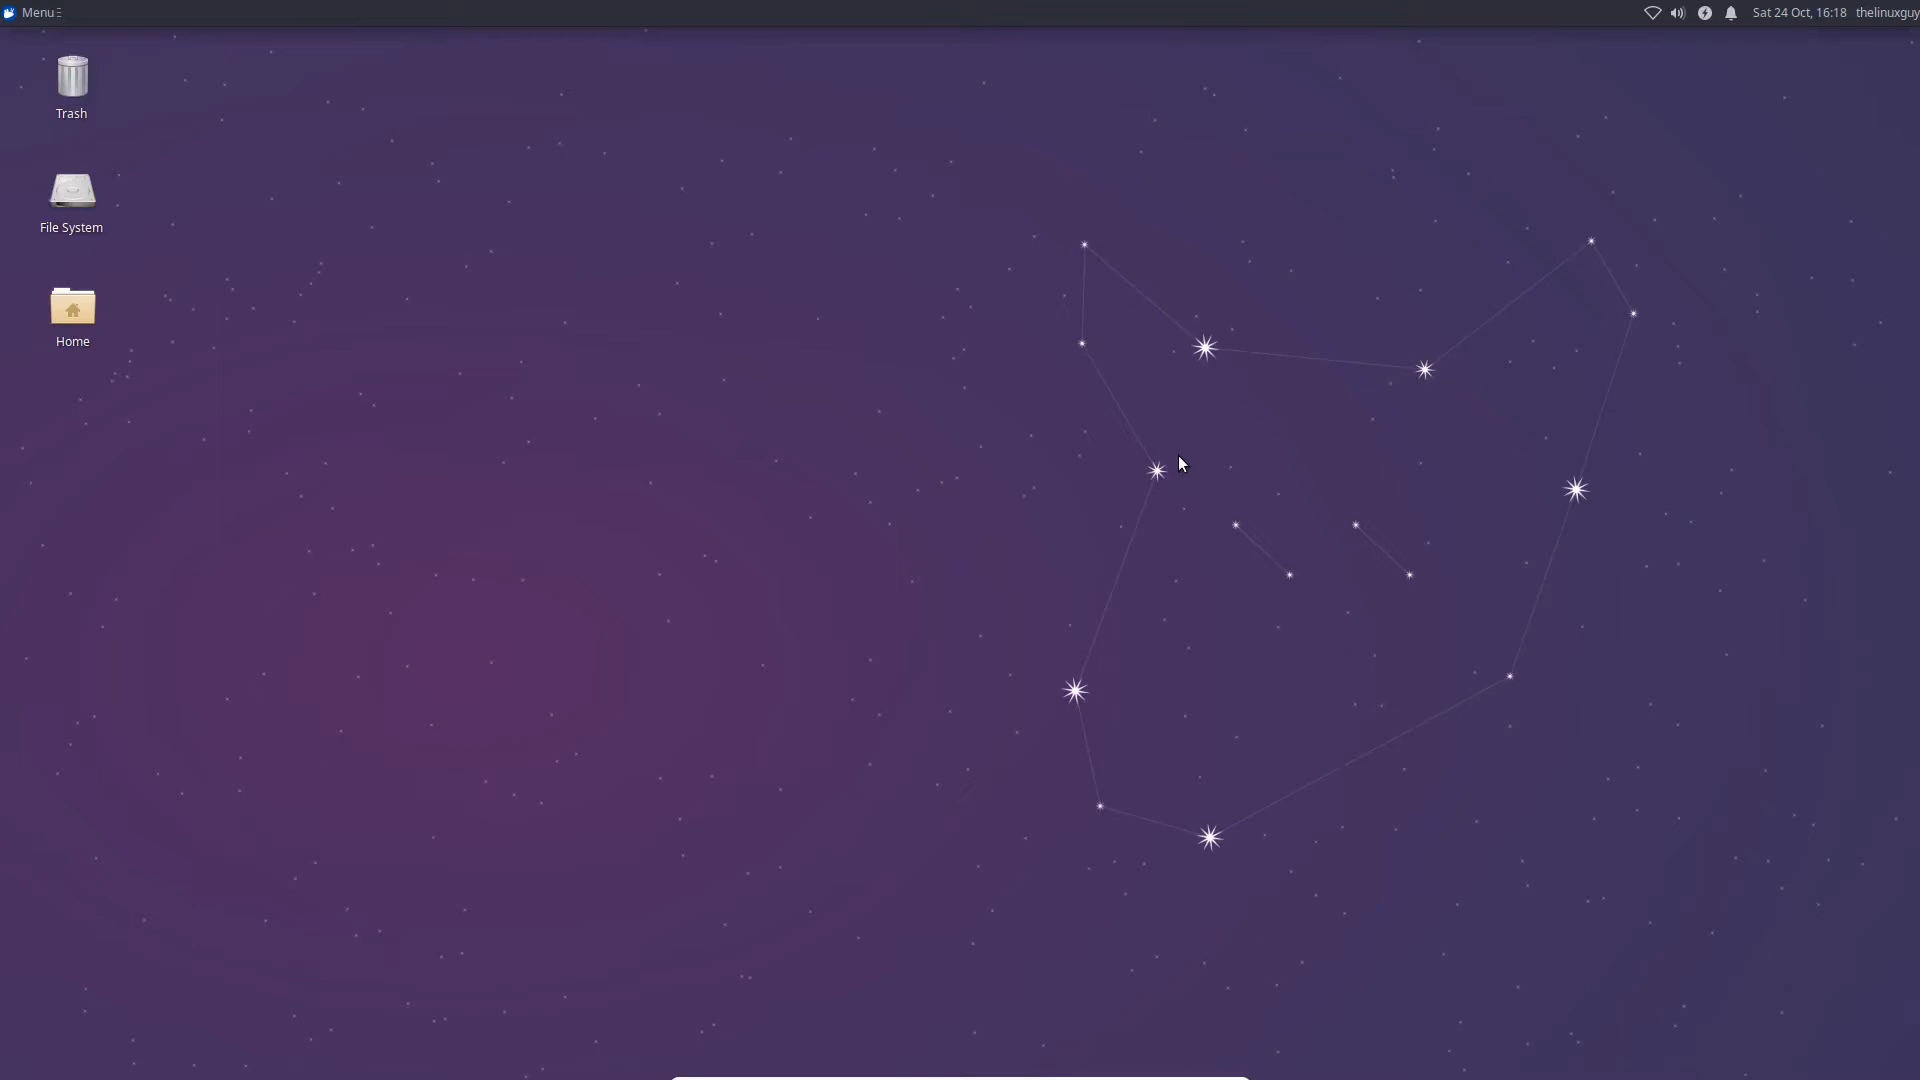 Menu
Sat 24 Oct, 16:18 thelinuxguy
Trash
File System
Home